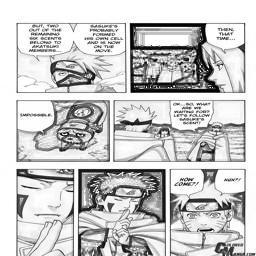 BUT, TWO
OUT OF THE
REMAINING
SIX SCENTS
BELONG TO
AKATSUKI
MEMBERS.
SASUKE'S
PROBABLY
FORMED
HIS OWN CELL
AND IS NOW
ON THE
MOVE.
THEN,
THAT
TIME...
IMPOSSIBLE.
OK...SO, WHAT
ARE WE
WAITING FOR?
LET'S FOLLOW
SASUKE'S
SCENT!
HOW
COME?!
HUH?!